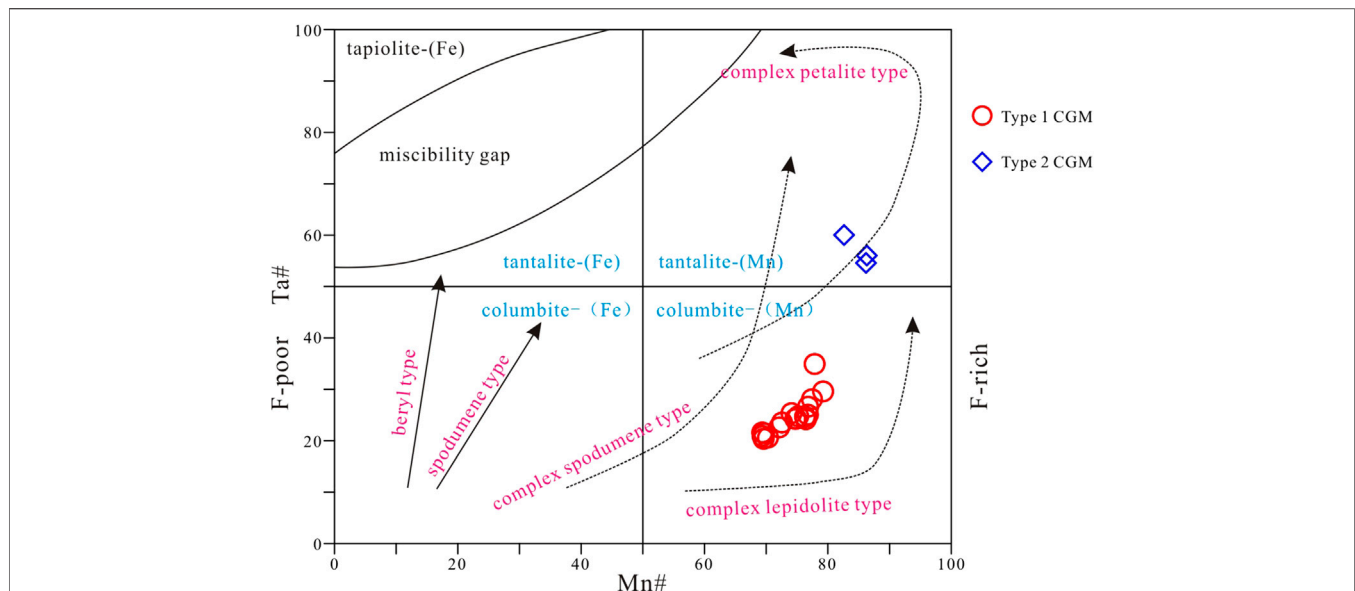 100
tapiolite-(Fe)
complex petalite type
Type 1 CGM
80
miscibility gap
Type 2 CGM
60
tantalite-(Fe)
tantalite-(Mn)
Ta#
columbite-（Fe）
columbite-（Mn）
40
F-poor
F-rich
beryl type
spodumene type
complex spodumene type
20
complex lepidolite type
0
0
20
40
60
80
100
Mn#